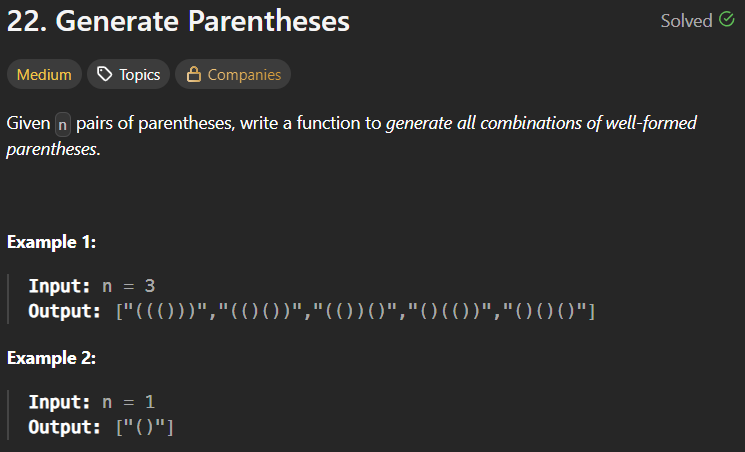 22. Generate Parentheses
Solved
Medium
Topics
Companies
Given n pairs of parentheses, write a function to generate all combinations of well-formed
parentheses.
Example 1:
Input: n = 3
Output: ["((()))","(()())","(())()","()(())","()()()"]
Example 2:
Input: n = 1
Output: ["()"]